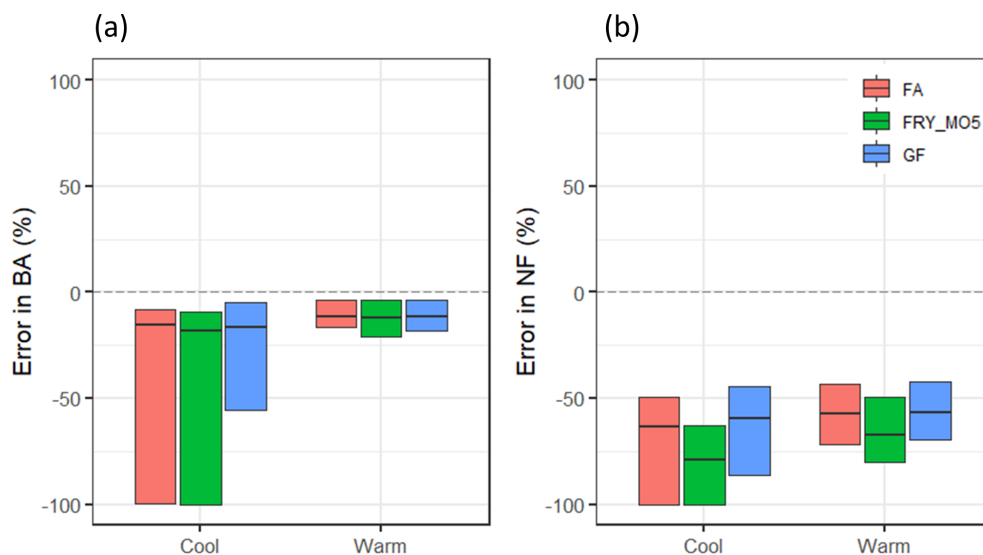 (a)
(b)
Error in BA (%)
100
50
0
-50
-100
Cool
Warm
Error in NF (%)
100
50
0
-50
-100
Cool
Warm
FA
FRY_MO5
GF